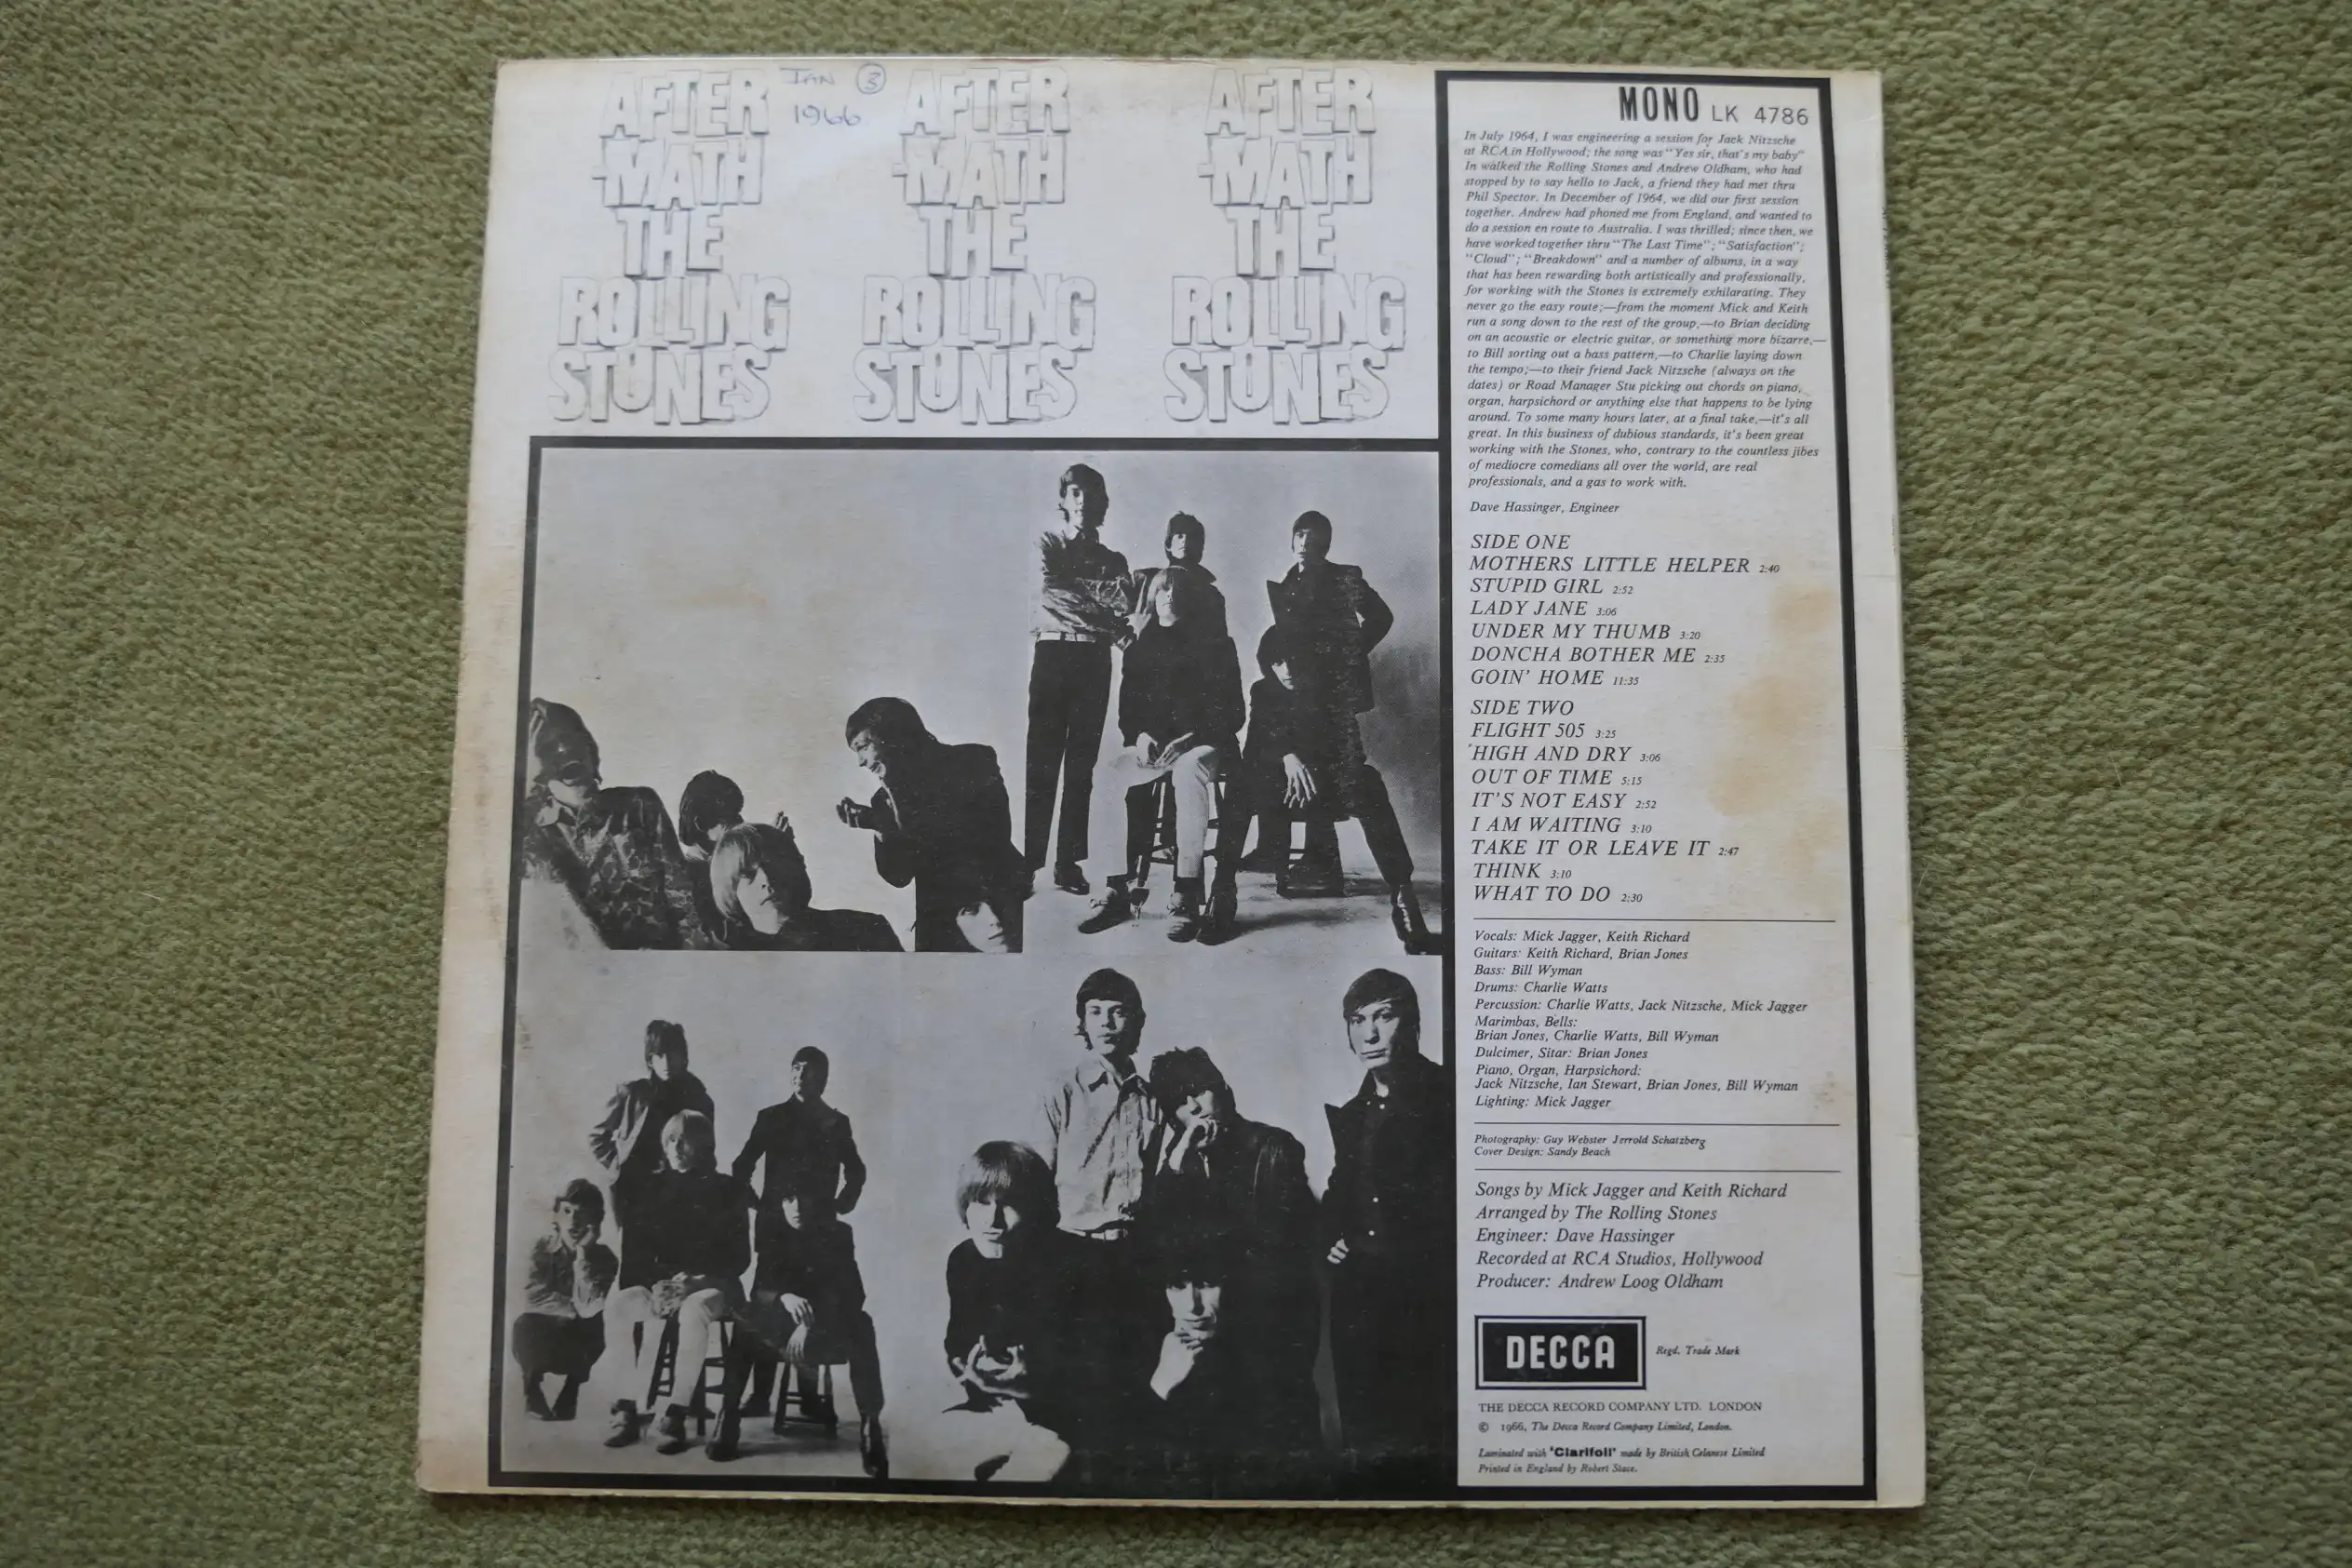 IAN ③
1966
AFTER
-MATH
THE
ROLLING
STONES
AFTER
-MATH
THE
ROLLING
STONES
AFTER
-MATH
THE
ROLLING
STONES
MONO LK 4786
In July 1964, I was engineering a session for Jack Nitzsche
at RCA in Hollywood; the song was "Yes sir, that's my baby"
In walked the Rolling Stones and Andrew Oldham, who had
stopped by to say hello to Jack, a friend they had met thru
Phil Spector. In December of 1964, we did our first session
together. Andrew had phoned me from England, and wanted to
do a session en route to Australia. I was thrilled; since then, we
have worked together thru "The Last Time"; "Satisfaction";
"Cloud"; "Breakdown" and a number of albums, in a way
that has been rewarding both artistically and professionally,
for working with the Stones is extremely exhilarating. They
never go the easy route;—from the moment Mick and Keith
run a song down to the rest of the group,—to Brian deciding
on an acoustic or electric guitar, or something more bizarre,—
to Bill sorting out a bass pattern,—to Charlie laying down
the tempo;—to their friend Jack Nitzsche (always on the
dates) or Road Manager Stu picking out chords on piano,
organ, harpsichord or anything else that happens to be lying
around. To some many hours later, at a final take,—it's all
great. In this business of dubious standards, it's been great
working with the Stones, who, contrary to the countless jibes
of mediocre comedians all over the world, are real
professionals, and a gas to work with.
Dave Hassinger, Engineer
SIDE ONE
MOTHERS LITTLE HELPER 2:40
STUPID GIRL 2:52
LADY JANE 3:06
UNDER MY THUMB 3:20
DONCHA BOTHER ME 2:35
GOIN' HOME 11:35
SIDE TWO
FLIGHT 505 3:25
HIGH AND DRY 3:06
OUT OF TIME 5:15
IT'S NOT EASY 2:52
I AM WAITING 3:10
TAKE IT OR LEAVE IT 2:47
THINK 3:10
WHAT TO DO 2:30
Vocals: Mick Jagger, Keith Richard
Guitars: Keith Richard, Brian Jones
Bass: Bill Wyman
Drums: Charlie Watts
Percussion: Charlie Watts, Jack Nitzsche, Mick Jagger
Marimbas, Bells:
Brian Jones, Charlie Watts, Bill Wyman
Dulcimer, Sitar: Brian Jones
Piano, Organ, Harpsichord:
Jack Nitzsche, Ian Stewart, Brian Jones, Bill Wyman
Lighting: Mick Jagger
Photography: Guy Webster Jerrold Schatzberg
Cover Design: Sandy Beach
Songs by Mick Jagger and Keith Richard
Arranged by The Rolling Stones
Engineer: Dave Hassinger
Recorded at RCA Studios, Hollywood
Producer: Andrew Loog Oldham
DECCA Regd. Trade Mark
THE DECCA RECORD COMPANY LTD. LONDON
© 1966, The Decca Record Company Limited, London.
Laminated with 'Clarifoil' made by British Celanese Limited
Printed in England by Robert Stace.